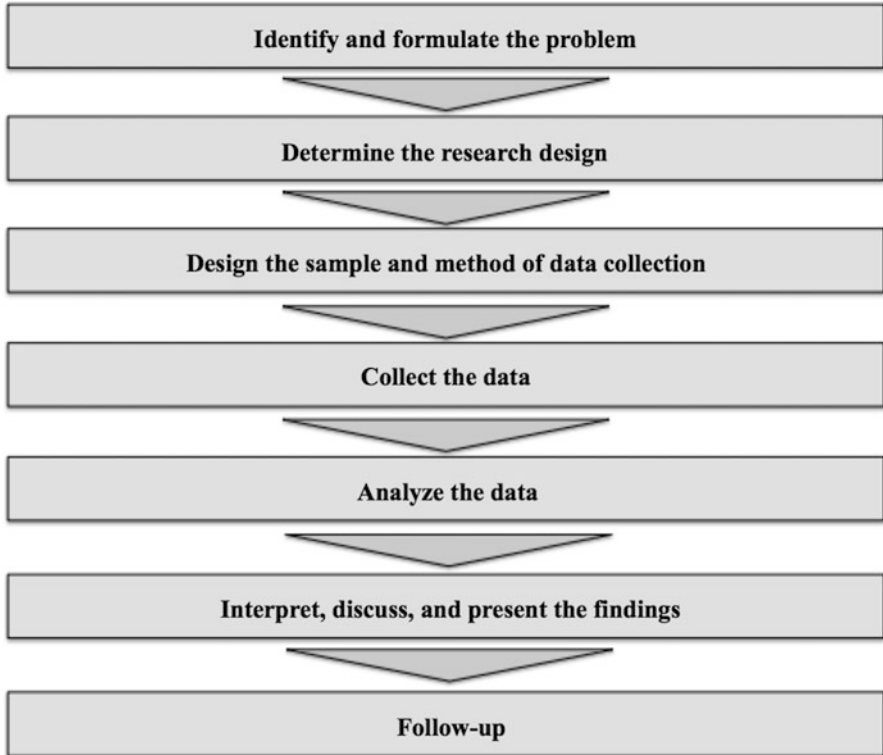 Identify and formulate the problem
Determine the research design
Design the sample and method of data collection
Collect the data
Analyze the data
Interpret, discuss, and present the findings
Follow-up